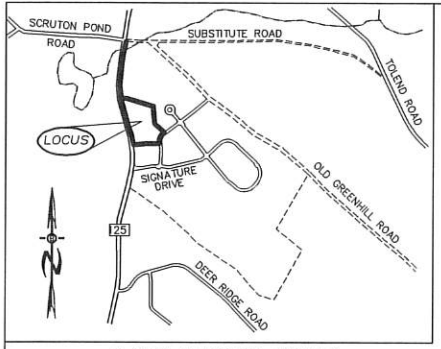 SCRUTON POND
ROAD
SUBSTITUTE ROAD
TOLEND ROAD
LOCUS
SIGNATURE
DRIVE
OLD GREENHILL ROAD
125
N
DEER RIDGE ROAD